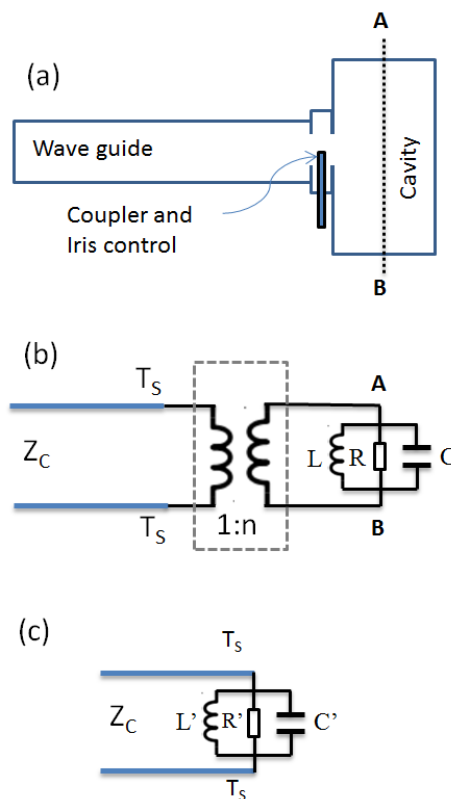 (a)
A
Wave guide
Cavity
Coupler and
Iris control
B
(b)
A
T_S
Z_C
L R C
T_S
1:n
B
(c)
T_S
Z_C
L' R' C'
T_S